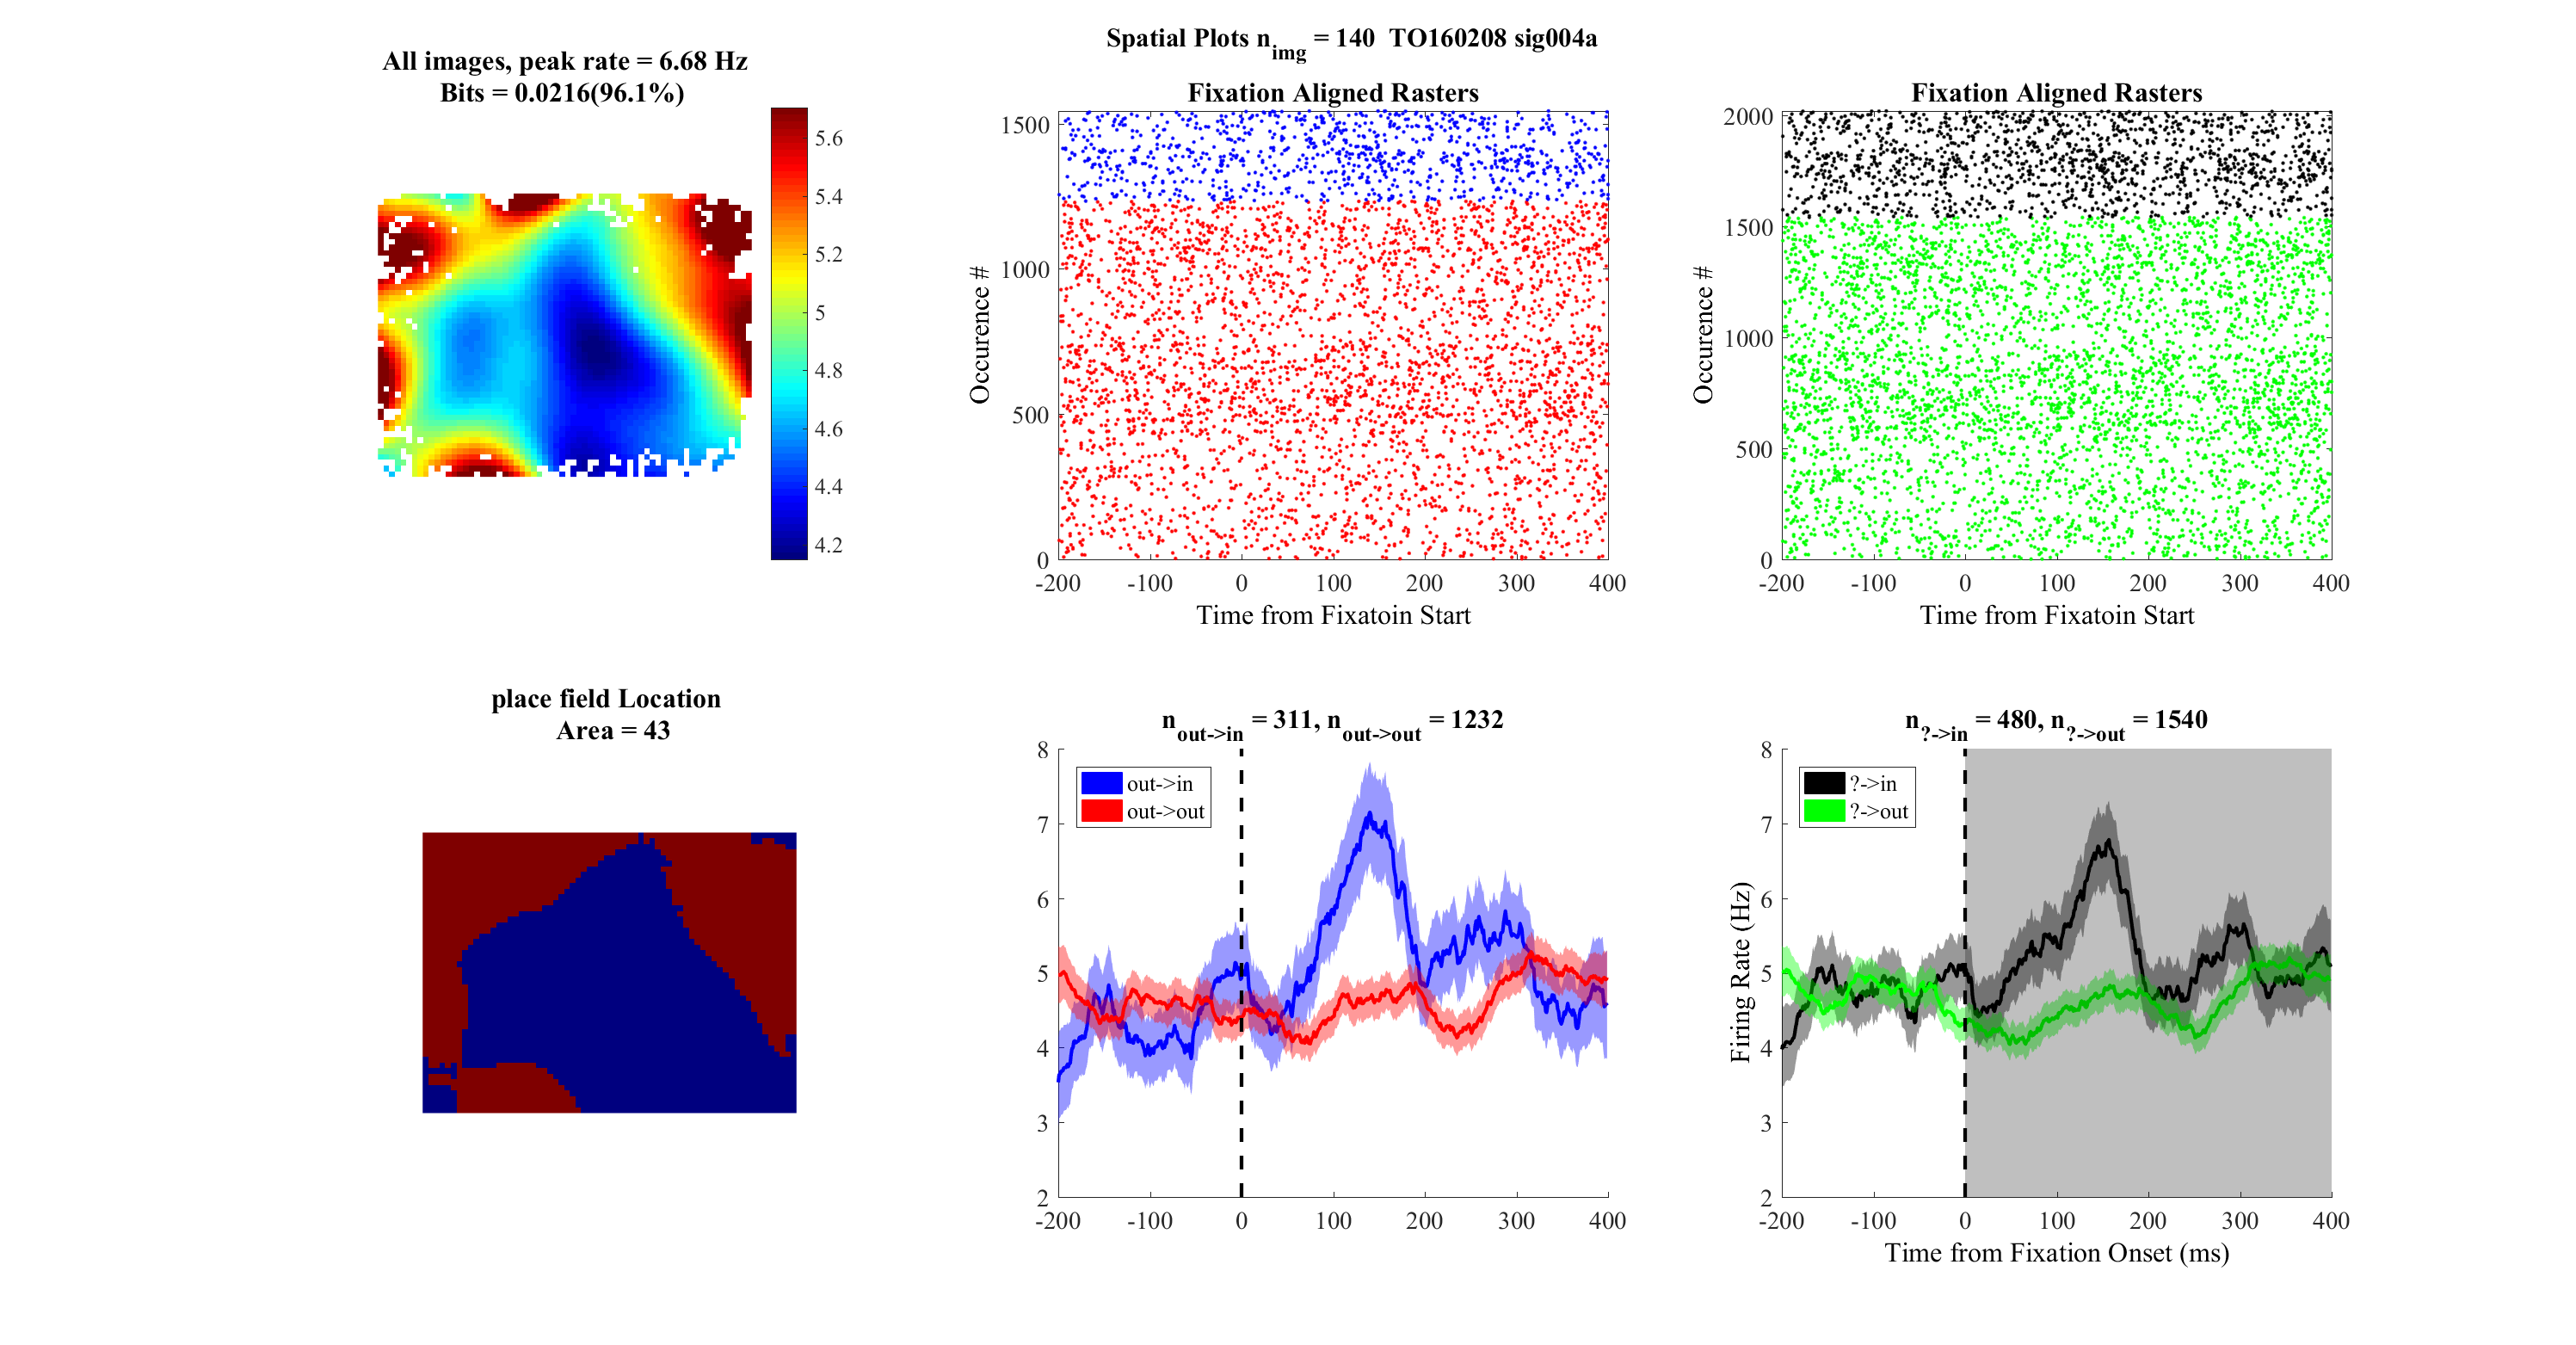 Spatial Plots n_img = 140 TO160208 sig004a
All images, peak rate = 6.68 Hz
Bits = 0.0216(96.1%)
5.6
5.4
5.2
5
4.8
4.6
4.4
4.2
Fixation Aligned Rasters
Occurence #
1500
1000
500
0
-200 -100 0 100 200 300 400
Time from Fixatoin Start
Fixation Aligned Rasters
Occurence #
2000
1500
1000
500
0
-200 -100 0 100 200 300 400
Time from Fixatoin Start
place field Location
Area = 43
n_out->in = 311, n_out->out = 1232
8
7
6
5
4
3
2
out->in
out->out
-200 -100 0 100 200 300 400
n_?->in = 480, n_?->out = 1540
Firing Rate (Hz)
8
7
6
5
4
3
2
?->in
?->out
-200 -100 0 100 200 300 400
Time from Fixation Onset (ms)